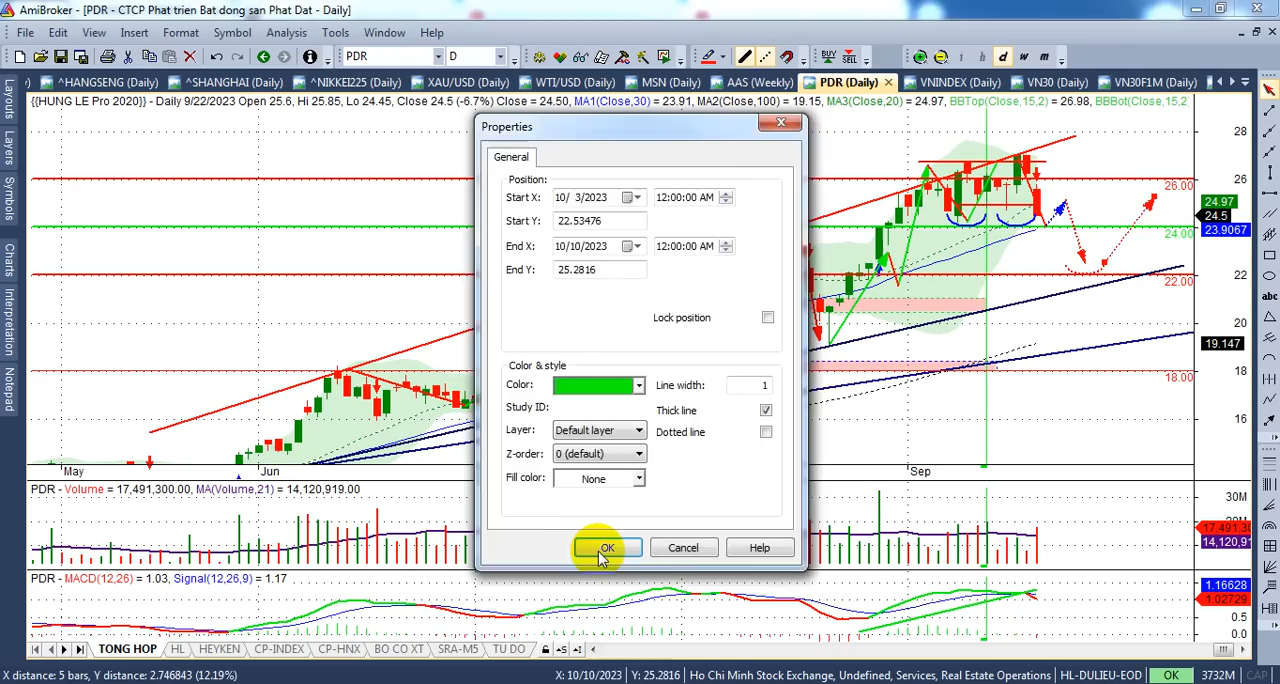 AmiBroker - [PDR - CTCP Phat trien Bat dong san Phat Dat - Daily]
File Edit View Insert Format Symbol Analysis Tools Window Help
PDR D BUY SELL i h d w m
^HANGSENG (Daily) ^SHANGHAI (Daily) ^NIKKEI225 (Daily) XAU/USD (Daily) WTI/USD (Daily) MSN (Daily) AAS (Weekly) PDR (Daily) VNINDEX (Daily) VN30 (Daily) VN30F1M (Daily)
{{HUNG LE Pro 2020}} - Daily 9/22/2023 Open 25.6, Hi 25.85, Lo 24.45, Close 24.5 (-6.7%) Close = 24.50, MA1(Close,30) = 23.91, MA2(Close,100) = 19.15, MA3(Close,20) = 24.97, BBTop(Close,15,2) = 26.98, BBBot(Close,15,2)
Layouts
Layers
Symbols
Charts
Interpretation
Notepad
Properties
General
Position:
Start X: 10/ 3/2023 12:00:00 AM
Start Y: 22.53476
End X: 10/10/2023 12:00:00 AM
End Y: 25.2816
Lock position
Color & style
Color: Line width: 1
Study ID: Thick line
Layer: Default layer Dotted line
Z-order: 0 (default)
Fill color: None
OK Cancel Help
28
26.00
26
24.97
24.5
23.9067
24.00
22
22.00
20
19.147
18
18.00
16
abc
May Jun Sep
PDR - Volume = 17,491,300.00, MA(Volume,21) = 14,120,919.00
30M
17,491,30
14,120,91
PDR - MACD(12,26) = 1.03, Signal(12,26,9) = 1.17
1.16628
1.02729
0.5
0.0
TONG HOP HL HEYKEN CP-INDEX CP-HNX BO CO XT SRA-M5 TU DO
X distance: 5 bars, Y distance: 2.746843 (12.19%) X: 10/10/2023 Y: 25.2816 Ho Chi Minh Stock Exchange, Undefined, Services, Real Estate Operations HL-DULIEU-EOD OK 3732M CAP